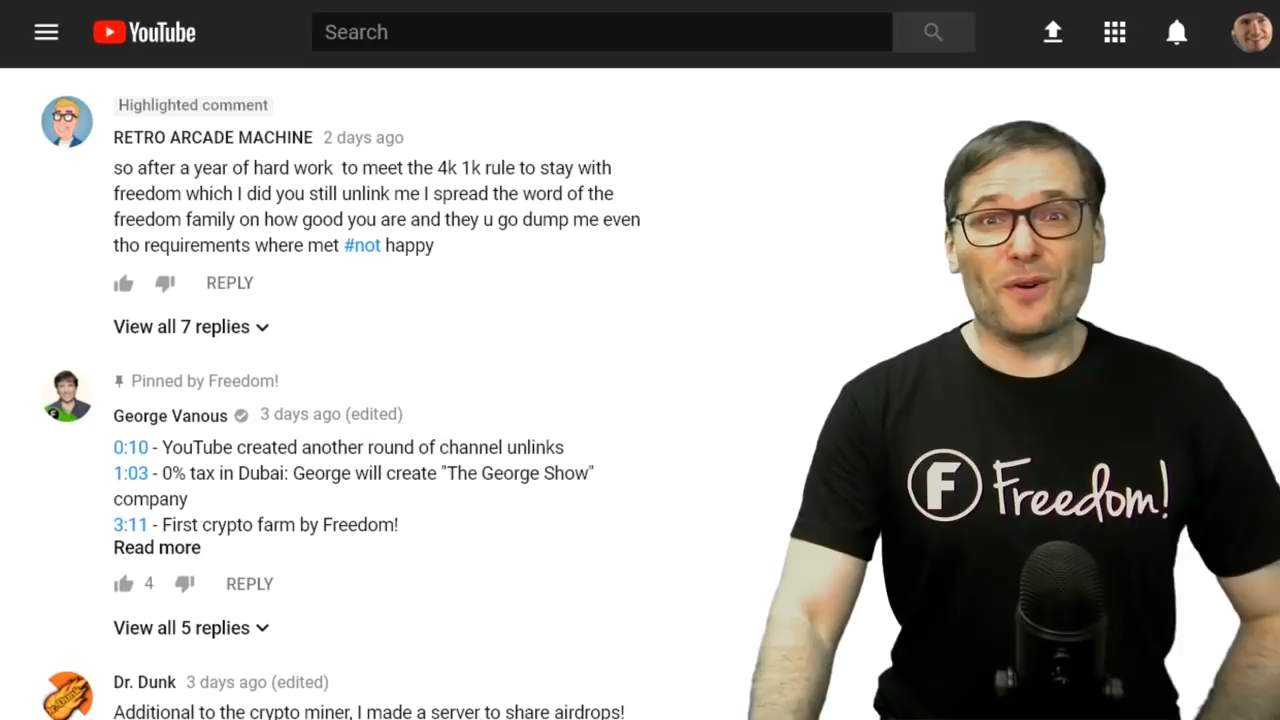 YouTube
Search
Highlighted comment
RETRO ARCADE MACHINE 2 days ago
so after a year of hard work to meet the 4k 1k rule to stay with
freedom which I did you still unlink me I spread the word of the
freedom family on how good you are and they u go dump me even
tho requirements where met #not happy
REPLY
View all 7 replies
Pinned by Freedom!
George Vanous 3 days ago (edited)
0:10 - YouTube created another round of channel unlinks
1:03 - 0% tax in Dubai: George will create "The George Show"
company
3:11 - First crypto farm by Freedom!
Read more
4 REPLY
View all 5 replies
Dr. Dunk 3 days ago (edited)
Additional to the crypto miner, I made a server to share airdrops!
F Freedom!